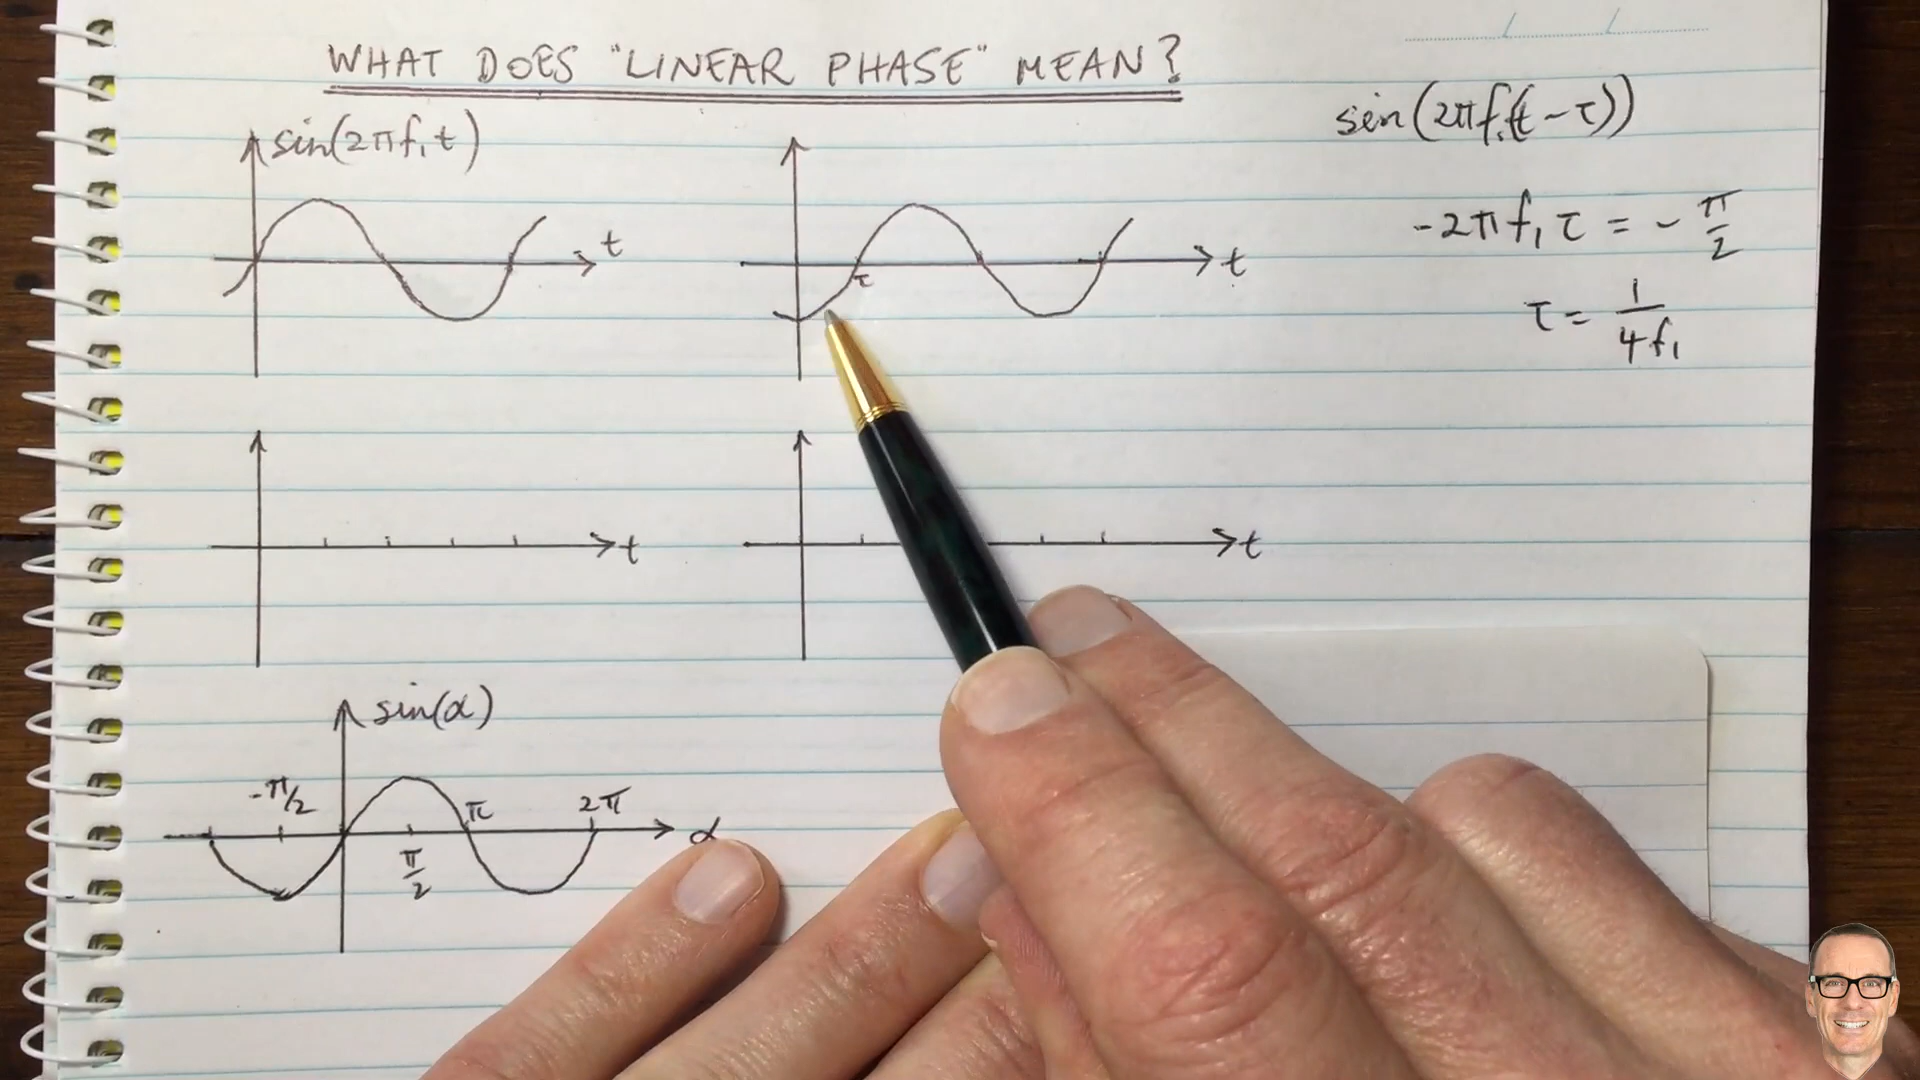 WHAT DOES "LINEAR PHASE" MEAN?
sin(2πf₁t)
t
τ
t
sin(2πf₁(t-τ))
-2πf₁τ = -π/2
τ = 1/4f₁
t
t
sin(α)
-π/2
π/2
π
2π
α